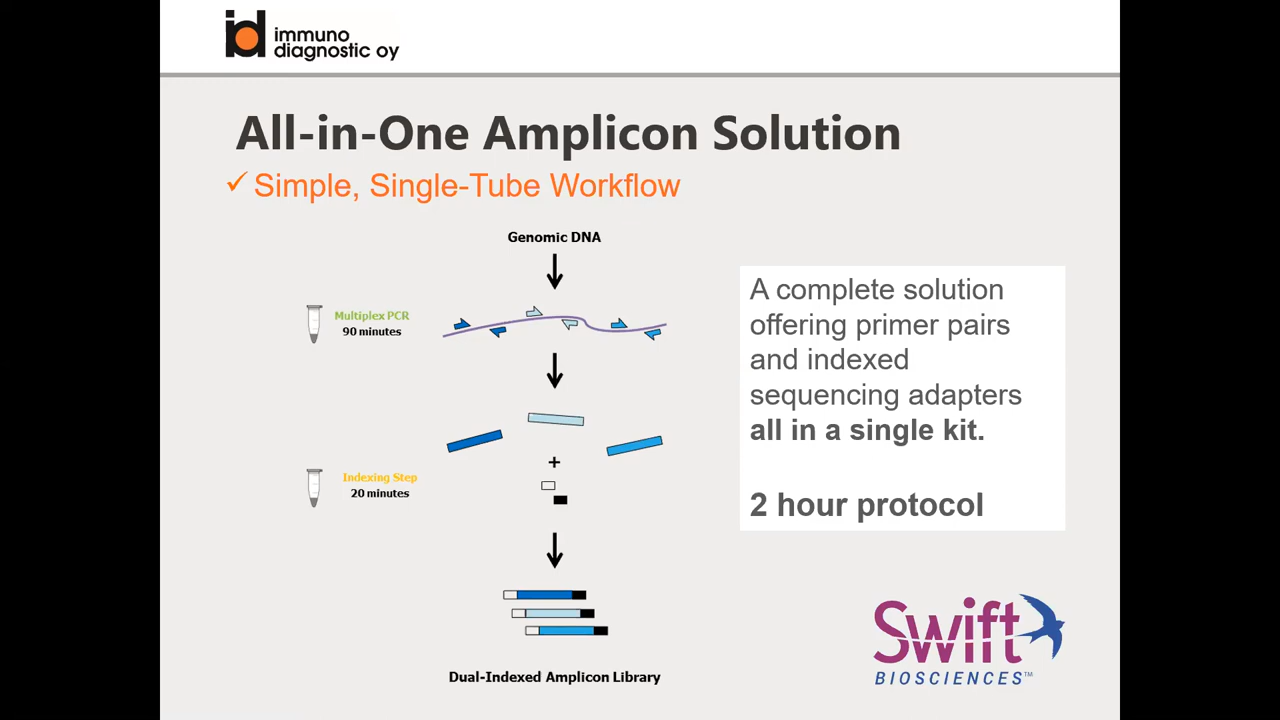 immuno
diagnostic oy
All-in-One Amplicon Solution
✓ Simple, Single-Tube Workflow
Genomic DNA
Multiplex PCR
90 minutes
+
Indexing Step
20 minutes
Dual-Indexed Amplicon Library
A complete solution
offering primer pairs
and indexed
sequencing adapters
all in a single kit.
2 hour protocol
Swift
BIOSCIENCES™